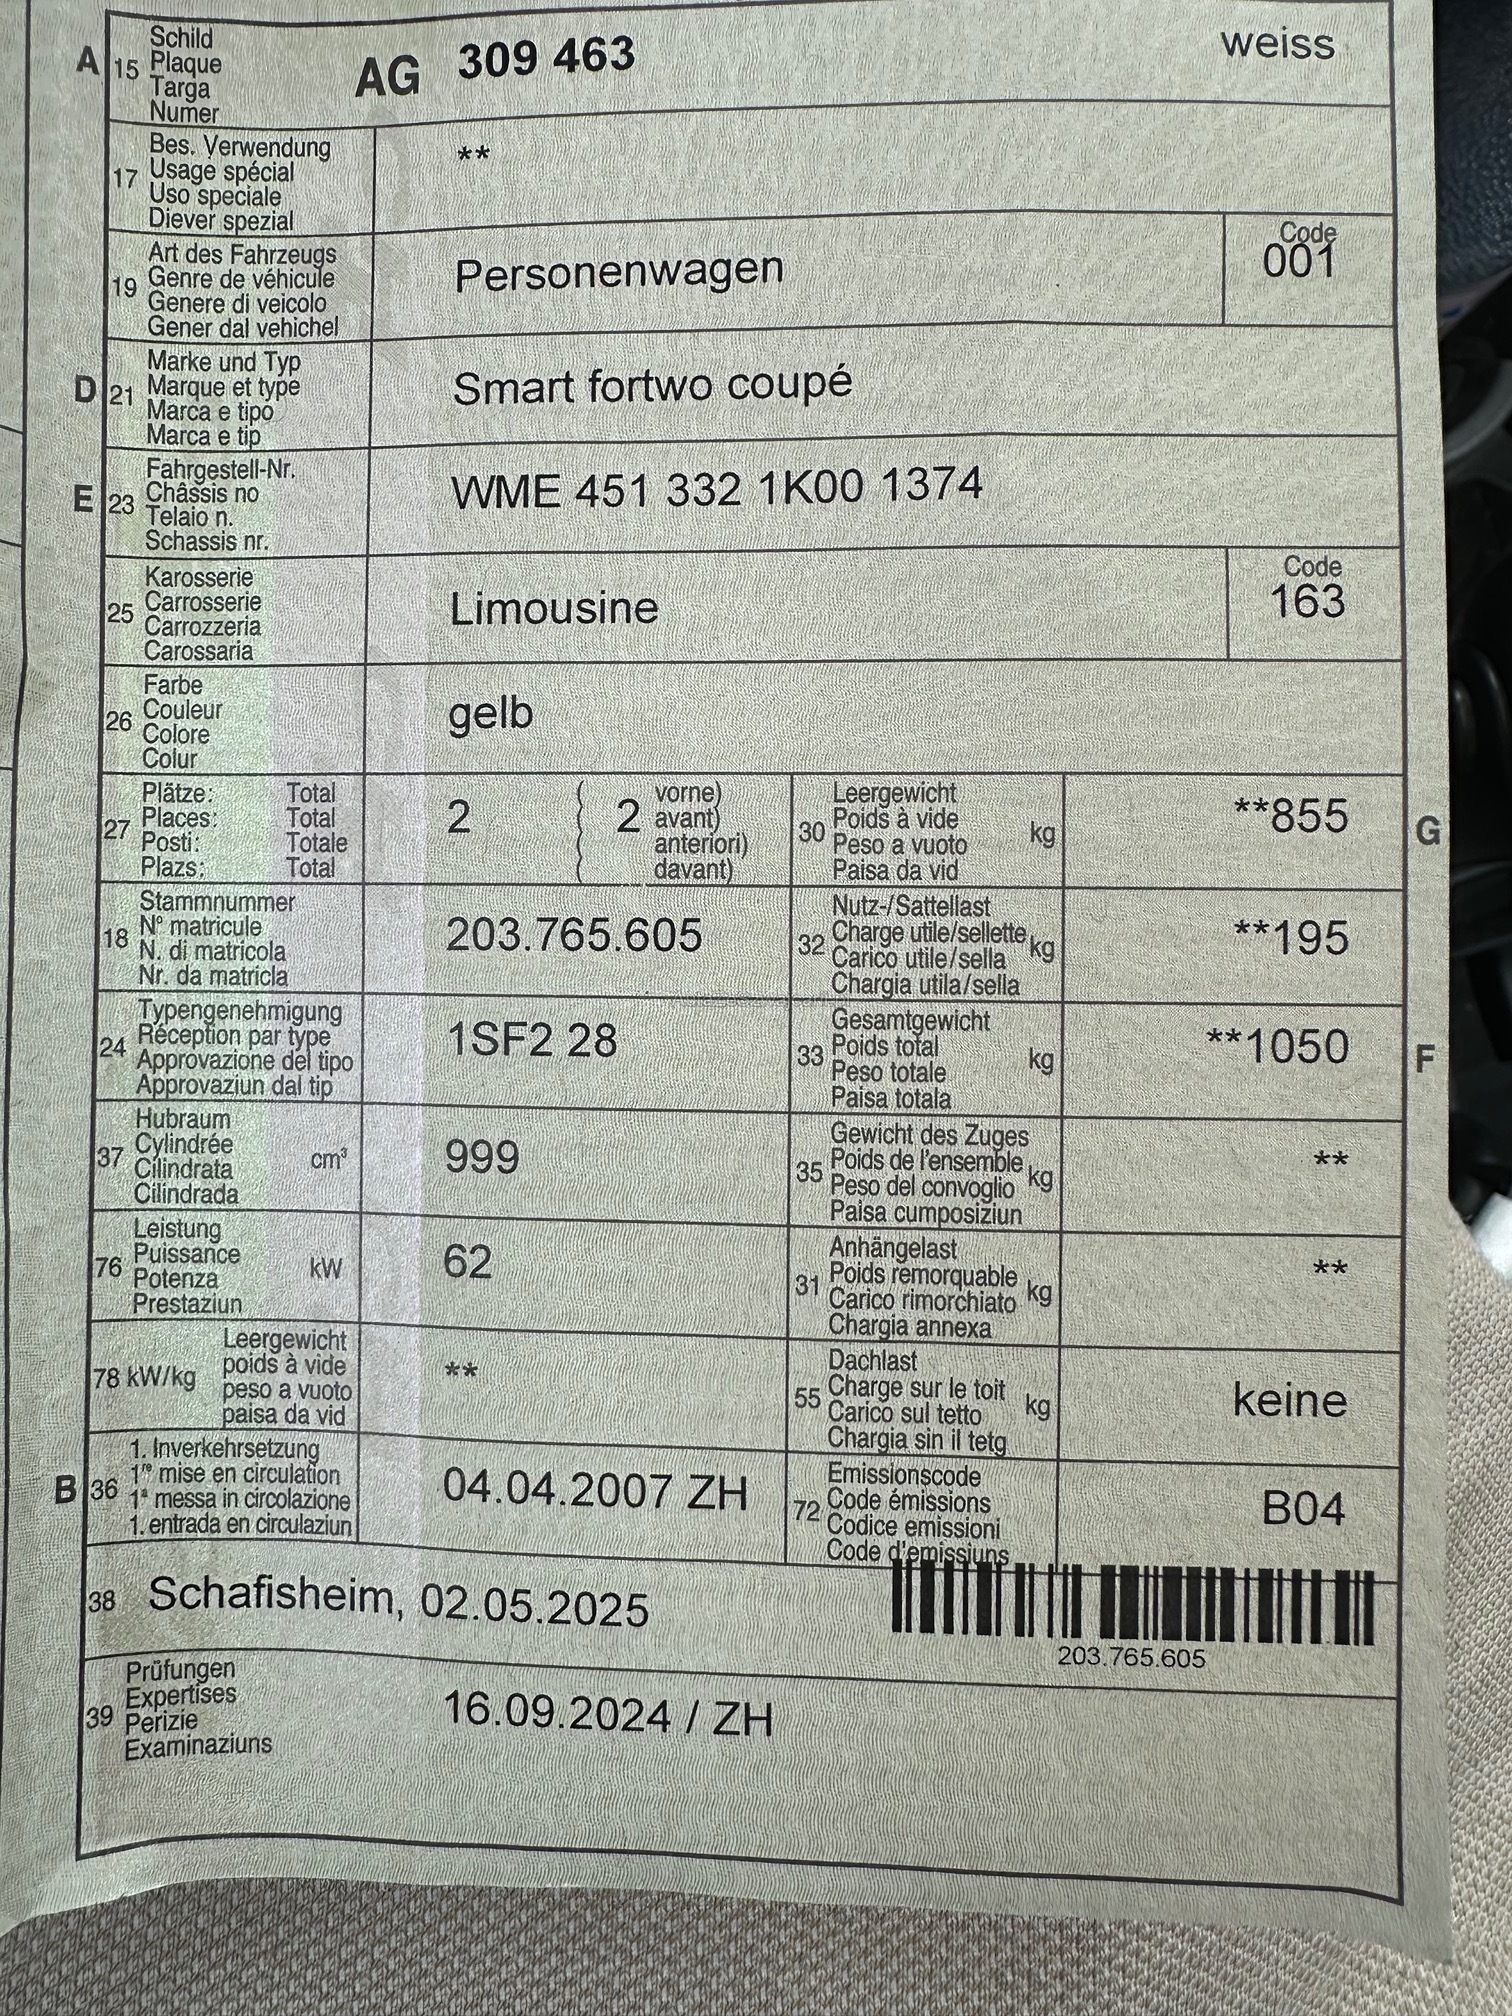 A 15 Schild
Plaque
Targa
Numer
AG 309 463 weiss
17 Bes. Verwendung
Usage spécial
Uso speciale
Diever spezial
**
19 Art des Fahrzeugs
Genre de véhicule
Genere di veicolo
Gener dal vehichel
Personenwagen
Code
001
D 21 Marke und Typ
Marque et type
Marca e tipo
Marca e tip
Smart fortwo coupé
E 23 Fahrgestell-Nr.
Châssis no
Telaio n.
Schassis nr.
WME 451 332 1K00 1374
25 Karosserie
Carrosserie
Carrozzeria
Carossaria
Limousine
Code
163
26 Farbe
Couleur
Colore
Colur
gelb
27 Plätze: Total
Places: Total
Posti: Totale
Plazs: Total
2 ( 2 vorne)
avant)
anteriori)
davant)
30 Leergewicht
Poids à vide
Peso a vuoto
Paisa da vid
kg
**855
G
18 Stammnummer
N° matricule
N. di matricola
Nr. da matricla
203.765.605
32 Nutz-/Sattellast
Charge utile/sellette
Carico utile/sella
Chargia utila/sella
kg
**195
24 Typengenehmigung
Réception par type
Approvazione del tipo
Approvaziun dal tip
1SF2 28
33 Gesamtgewicht
Poids total
Peso totale
Paisa totala
kg
**1050
F
37 Hubraum
Cylindrée
Cilindrata
Cilindrada
cm³
999
35 Gewicht des Zuges
Poids de l'ensemble
Peso del convoglio
Paisa cumposiziun
kg
**
76 Leistung
Puissance
Potenza
Prestaziun
kW
62
31 Anhängelast
Poids remorquable
Carico rimorchiato
Chargia annexa
kg
**
78 kW/kg Leergewicht
poids à vide
peso a vuoto
paisa da vid
**
55 Dachlast
Charge sur le toit
Carico sul tetto
Chargia sin il tetg
kg
keine
B 36 1. Inverkehrsetzung
1re mise en circulation
1a messa in circolazione
1. entrada en circulaziun
04.04.2007 ZH
72 Emissionscode
Code émissions
Codice emissioni
Code d'emissiuns
B04
38 Schafisheim, 02.05.2025
203.765.605
39 Prüfungen
Expertises
Perizie
Examinaziuns
16.09.2024 / ZH